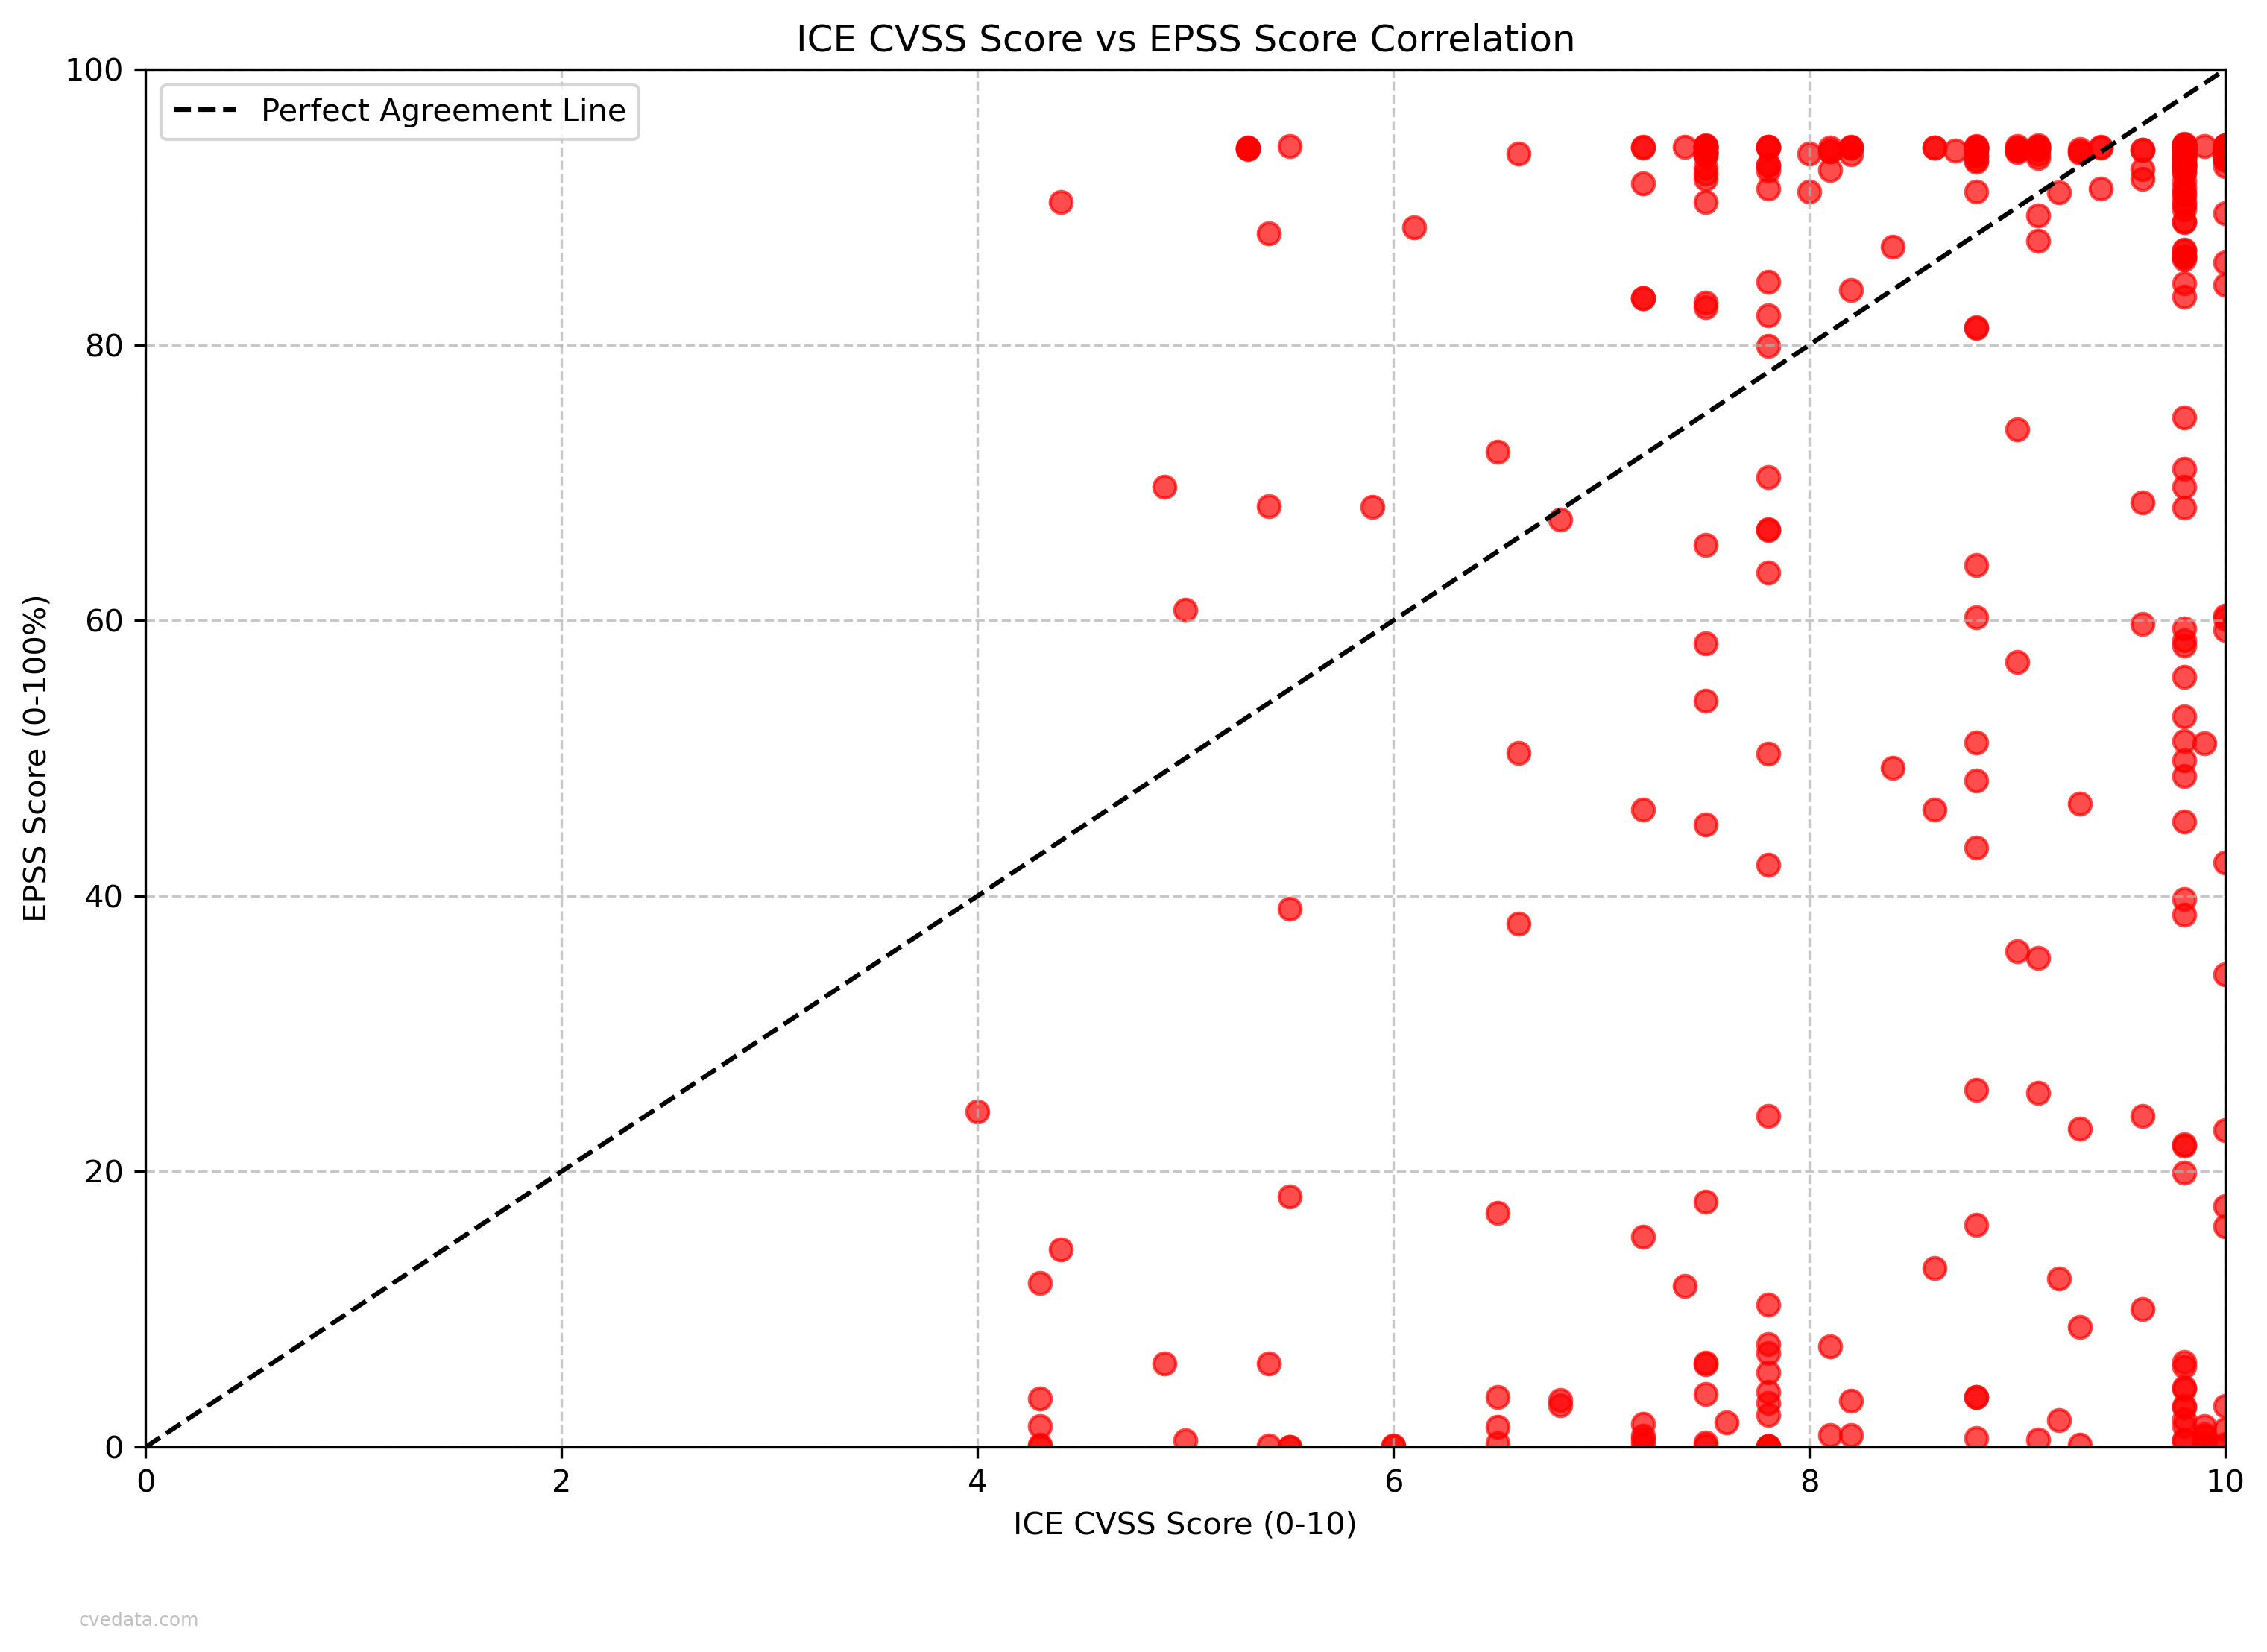 ICE CVSS Score vs EPSS Score Correlation
Perfect Agreement Line
EPSS Score (0-100%)
100
80
60
40
20
0
0 2 4 6 8 10
ICE CVSS Score (0-10)
cvedata.com